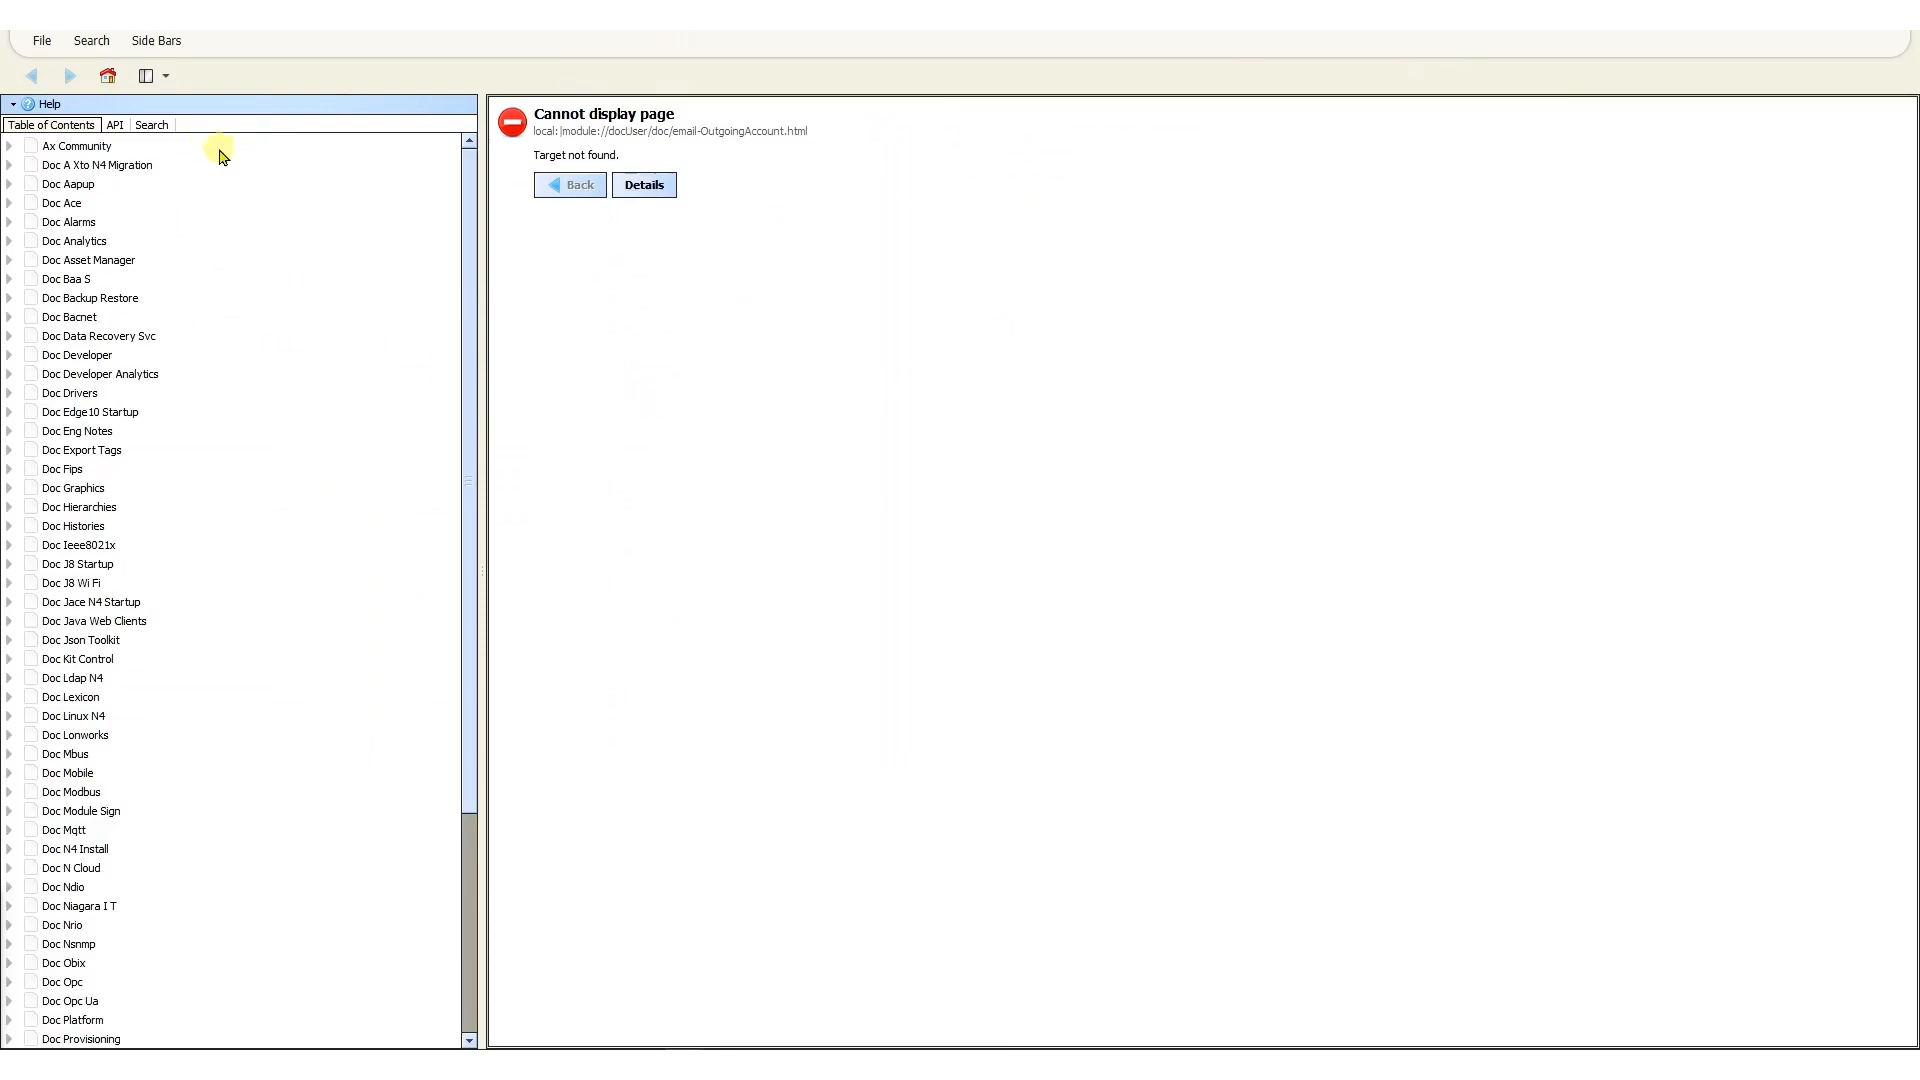 File Search Side Bars
Help
Table of Contents API Search
Ax Community
Doc A Xto N4 Migration
Doc Aapup
Doc Ace
Doc Alarms
Doc Analytics
Doc Asset Manager
Doc Baa S
Doc Backup Restore
Doc Bacnet
Doc Data Recovery Svc
Doc Developer
Doc Developer Analytics
Doc Drivers
Doc Edge10 Startup
Doc Eng Notes
Doc Export Tags
Doc Fips
Doc Graphics
Doc Hierarchies
Doc Histories
Doc Ieee8021x
Doc J8 Startup
Doc J8 Wi Fi
Doc Jace N4 Startup
Doc Java Web Clients
Doc Json Toolkit
Doc Kit Control
Doc Ldap N4
Doc Lexicon
Doc Linux N4
Doc Lonworks
Doc Mbus
Doc Mobile
Doc Modbus
Doc Module Sign
Doc Mqtt
Doc N4 Install
Doc N Cloud
Doc Ndio
Doc Niagara I T
Doc Nrio
Doc Nsnmp
Doc Obix
Doc Opc
Doc Opc Ua
Doc Platform
Doc Provisioning
Cannot display page
local:|module://docUser/doc/email-OutgoingAccount.html
Target not found.
Back Details